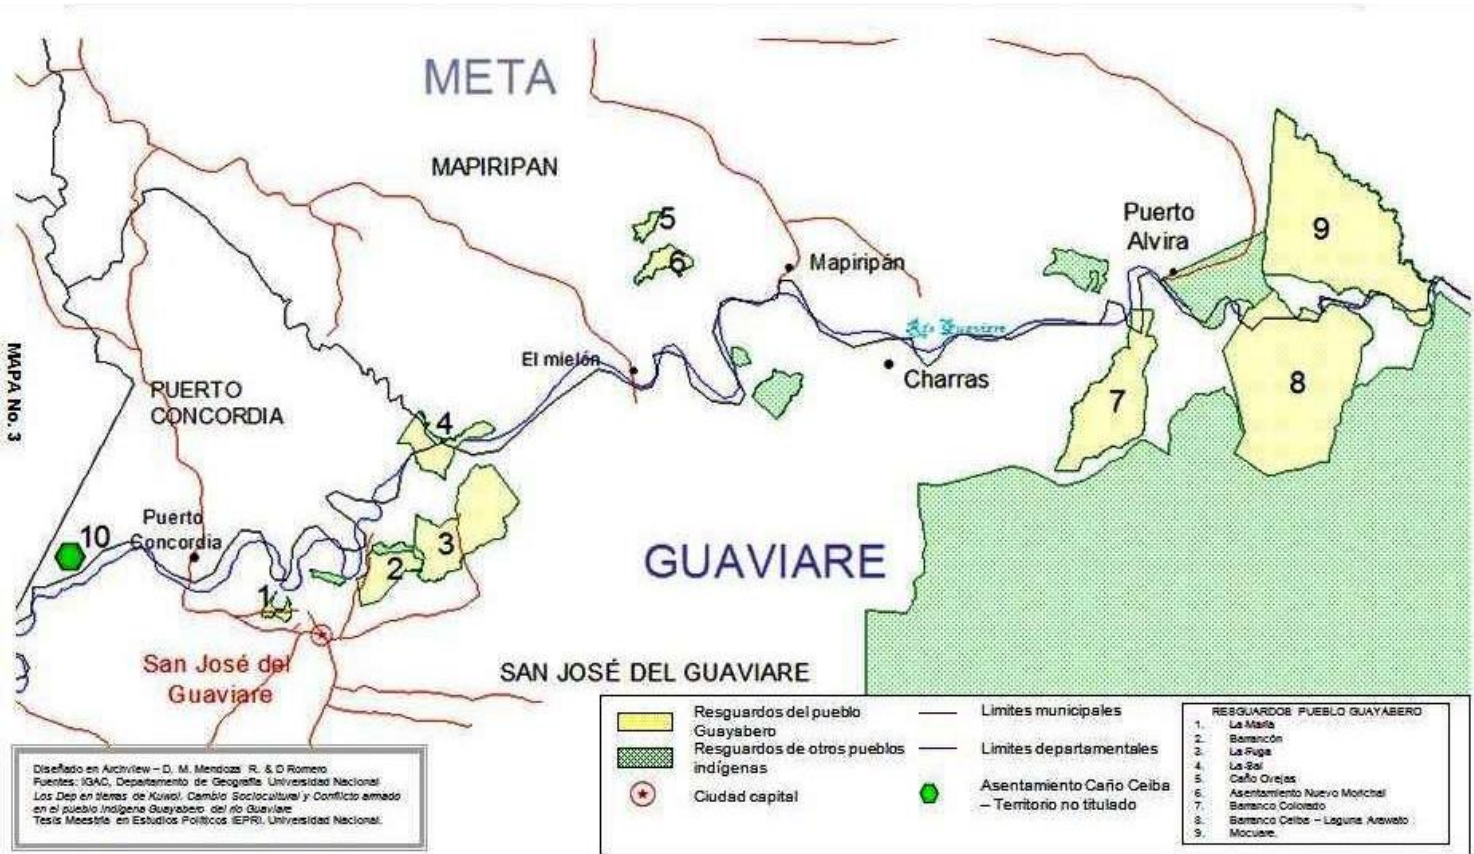 META
MAPIRIPAN
5
6
Puerto
Alvira
9
Mapiripán
Río Guaviare
El mielón
Charras
MAPA No. 3
PUERTO
CONCORDIA
4
7
8
10
Puerto
Concordia
3
2
GUAVIARE
1
San José del
Guaviare
SAN JOSÉ DEL GUAVIARE
Resguardos del pueblo
Guayabero
Resguardos de otros pueblos
indígenas
Ciudad capital
Limites municipales
Limites departamentales
Asentamiento Caño Ceiba
– Territorio no titulado
RESGUARDOS PUEBLO GUAYABERO
1. La María
2. Barrancón
3. La Fuga
4. La Sal
5. Caño Ovejas
6. Asentamiento Nuevo Morichal
7. Barranco Colorado
8. Barranco Ceiba – Laguna Arawato
9. Mocuare.
Diseñado en Arcinview – D. M. Mendoza R. & D Romero
Fuentes: IGAC, Departamento de Geografía Universidad Nacional
Los Dep en tierras de Kuwoi. Cambio Sociocultural y Conflicto armado
en el pueblo indígena Guayabero del río Guaviare
Tesis Maestría en Estudios Políticos IEPRI. Universidad Nacional.